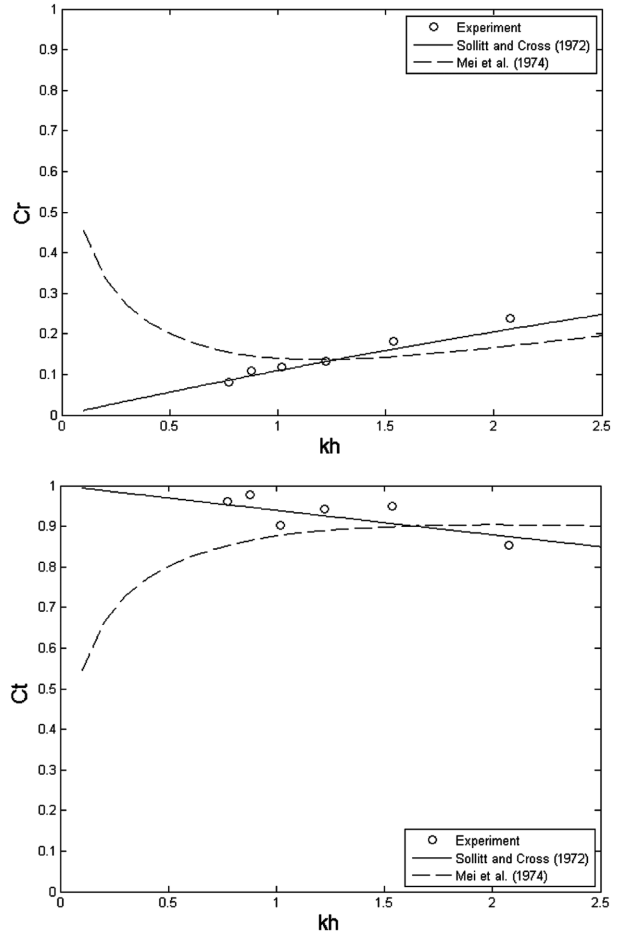 1
0.9
0.8
0.7
0.6
0.5
0.4
0.3
0.2
0.1
0
Cr
Experiment
Sollitt and Cross (1972)
Mei et al. (1974)
0 0.5 1 1.5 2 2.5
kh
1
0.9
0.8
0.7
0.6
0.5
0.4
0.3
0.2
0.1
0
Ct
Experiment
Sollitt and Cross (1972)
Mei et al. (1974)
0 0.5 1 1.5 2 2.5
kh